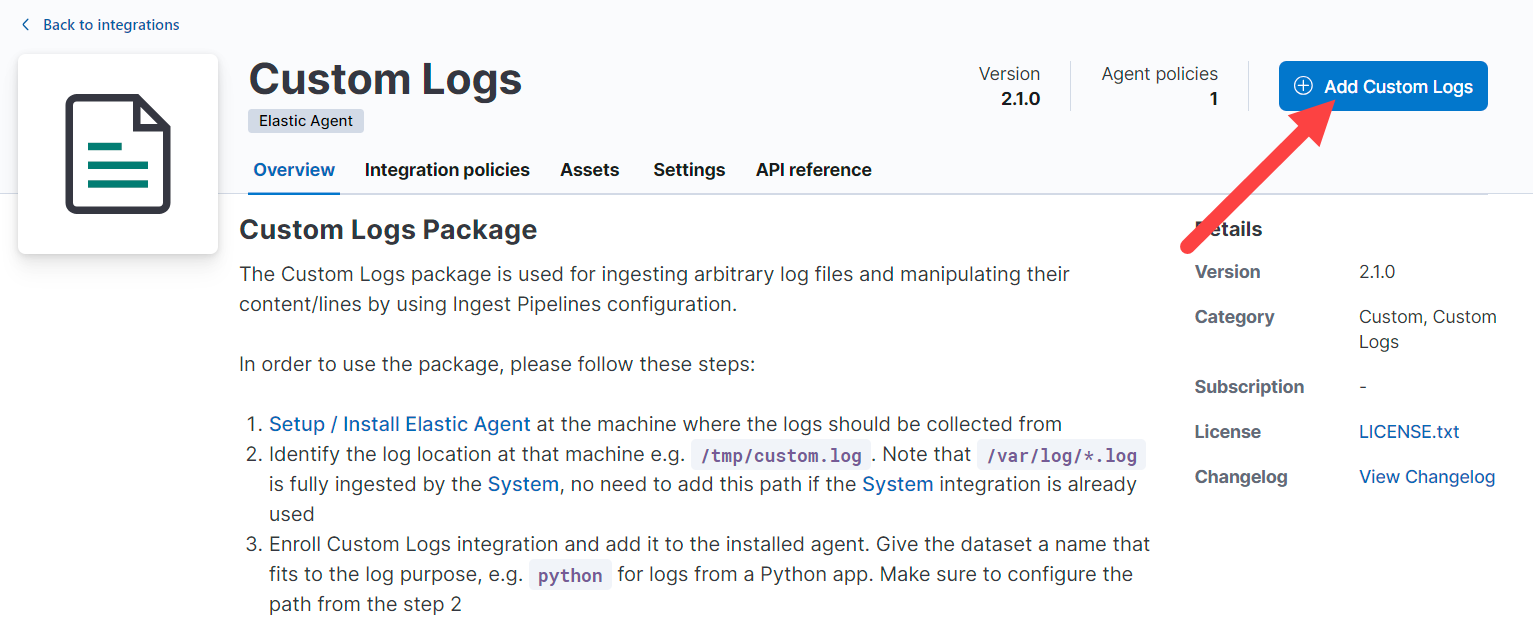 Back to integrations
Custom Logs
Elastic Agent
Version
2.1.0
Agent policies
1
Add Custom Logs
Overview
Integration policies
Assets
Settings
API reference
Custom Logs Package
The Custom Logs package is used for ingesting arbitrary log files and manipulating their
content/lines by using Ingest Pipelines configuration.
In order to use the package, please follow these steps:
1. Setup / Install Elastic Agent at the machine where the logs should be collected from
2. Identify the log location at that machine e.g. /tmp/custom.log . Note that /var/log/*.log
is fully ingested by the System, no need to add this path if the System integration is already
used
3. Enroll Custom Logs integration and add it to the installed agent. Give the dataset a name that
fits to the log purpose, e.g. python for logs from a Python app. Make sure to configure the
path from the step 2
Details
Version 2.1.0
Category Custom, Custom
Logs
Subscription -
License LICENSE.txt
Changelog View Changelog